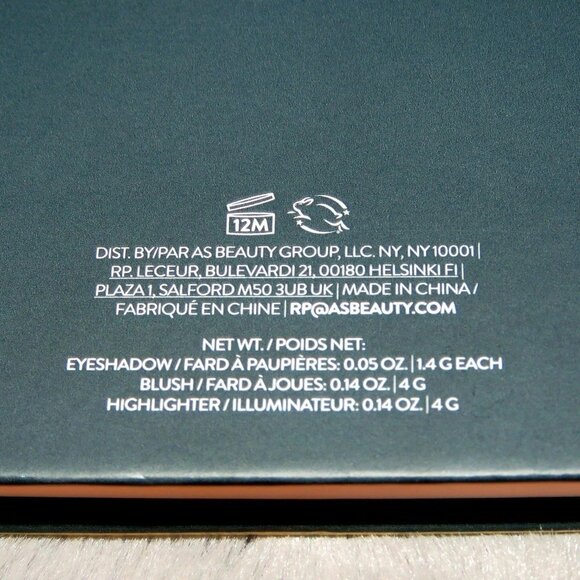 12M
DIST. BY/PAR AS BEAUTY GROUP, LLC. NY, NY 10001 |
RP. LECEUR, BULEVARDI 21, 00180 HELSINKI FI |
PLAZA 1, SALFORD M50 3UB UK | MADE IN CHINA /
FABRIQUÉ EN CHINE | RP@ASBEAUTY.COM
NET WT. / POIDS NET:
EYESHADOW / FARD À PAUPIÈRES: 0.05 OZ. | 1.4 G EACH
BLUSH / FARD À JOUES: 0.14 OZ. | 4 G
HIGHLIGHTER / ILLUMINATEUR: 0.14 OZ. | 4 G